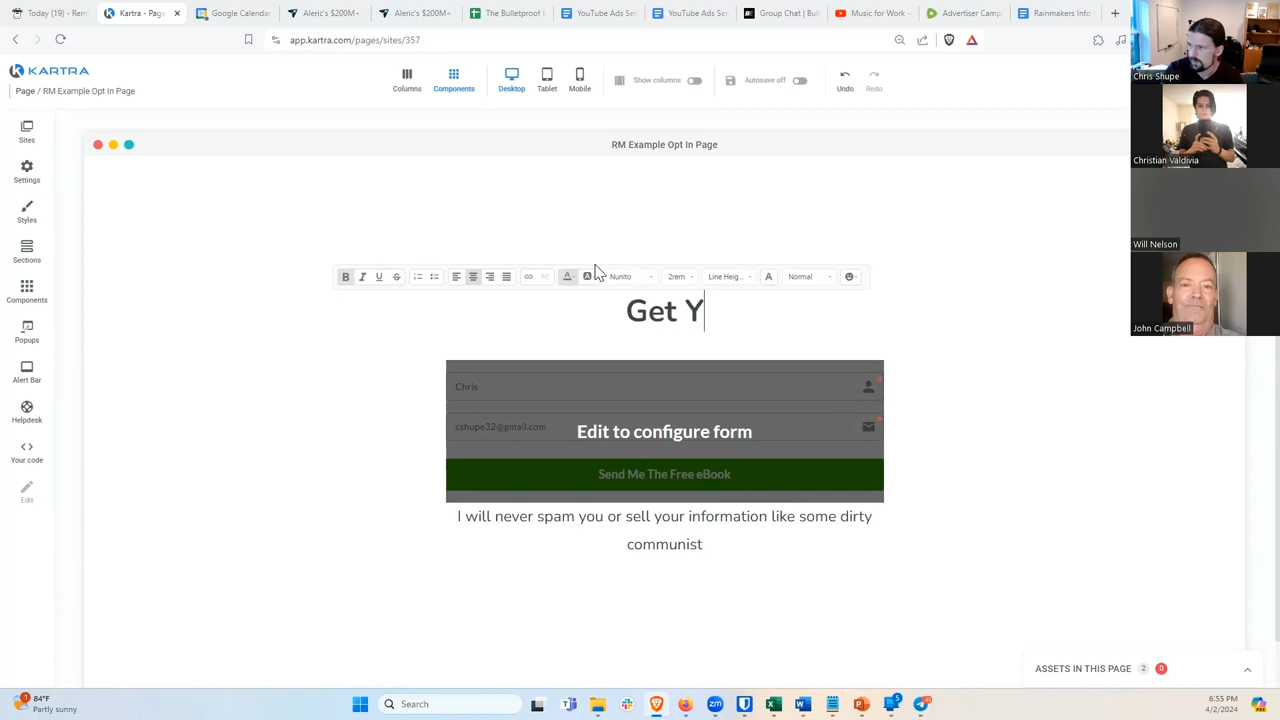 Today (19) - Rem
Kartra - Pages
Google Calendar
Aleric's $200M+
Aleric's $200M+
The Bulletproof E
YouTube Ads Ser
YouTube Ads Ser
Group Chat | Bull
Music for Work
Advertiser Camp
Rainmakers Info
app.kartra.com/pages/sites/357
KARTRA
Page / RM Example Opt In Page
Columns
Components
Desktop
Tablet
Mobile
Show columns
Autosave off
Undo
Redo
Chris Shupe
Christian Valdivia
Will Nelson
John Campbell
Sites
Settings
Styles
Sections
Components
Popups
Alert Bar
Helpdesk
Your code
Edit
RM Example Opt In Page
B I U S A A Nunito 2rem Line Heig... A Normal
Get Y
Chris
cshupe32@gmail.com
Edit to configure form
Send Me The Free eBook
I will never spam you or sell your information like some dirty
communist
ASSETS IN THIS PAGE 2 0
1
84°F
Partly sunny
Search
5
6:55 PM
4/2/2024